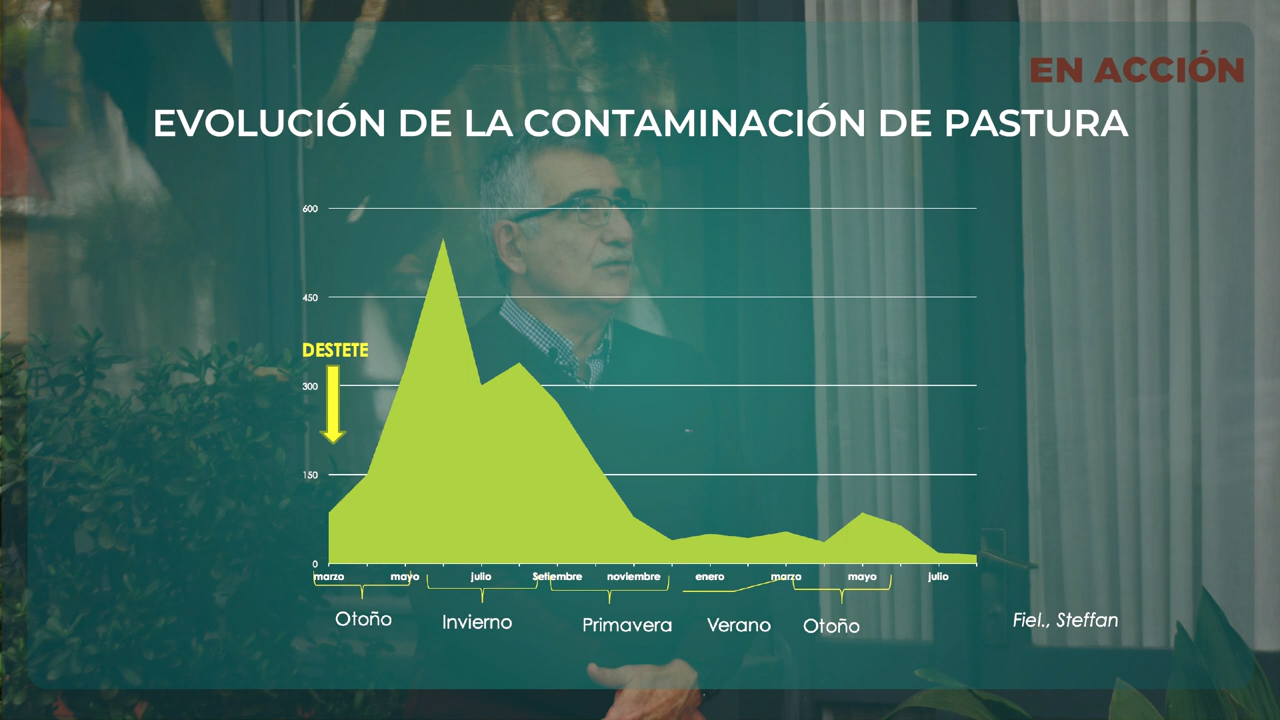 EN ACCIÓN
EVOLUCIÓN DE LA CONTAMINACIÓN DE PASTURA
600
450
DESTETE
300
150
0
marzo mayo julio Setiembre noviembre enero marzo mayo julio
Otoño Invierno Primavera Verano Otoño
Fiel., Steffan